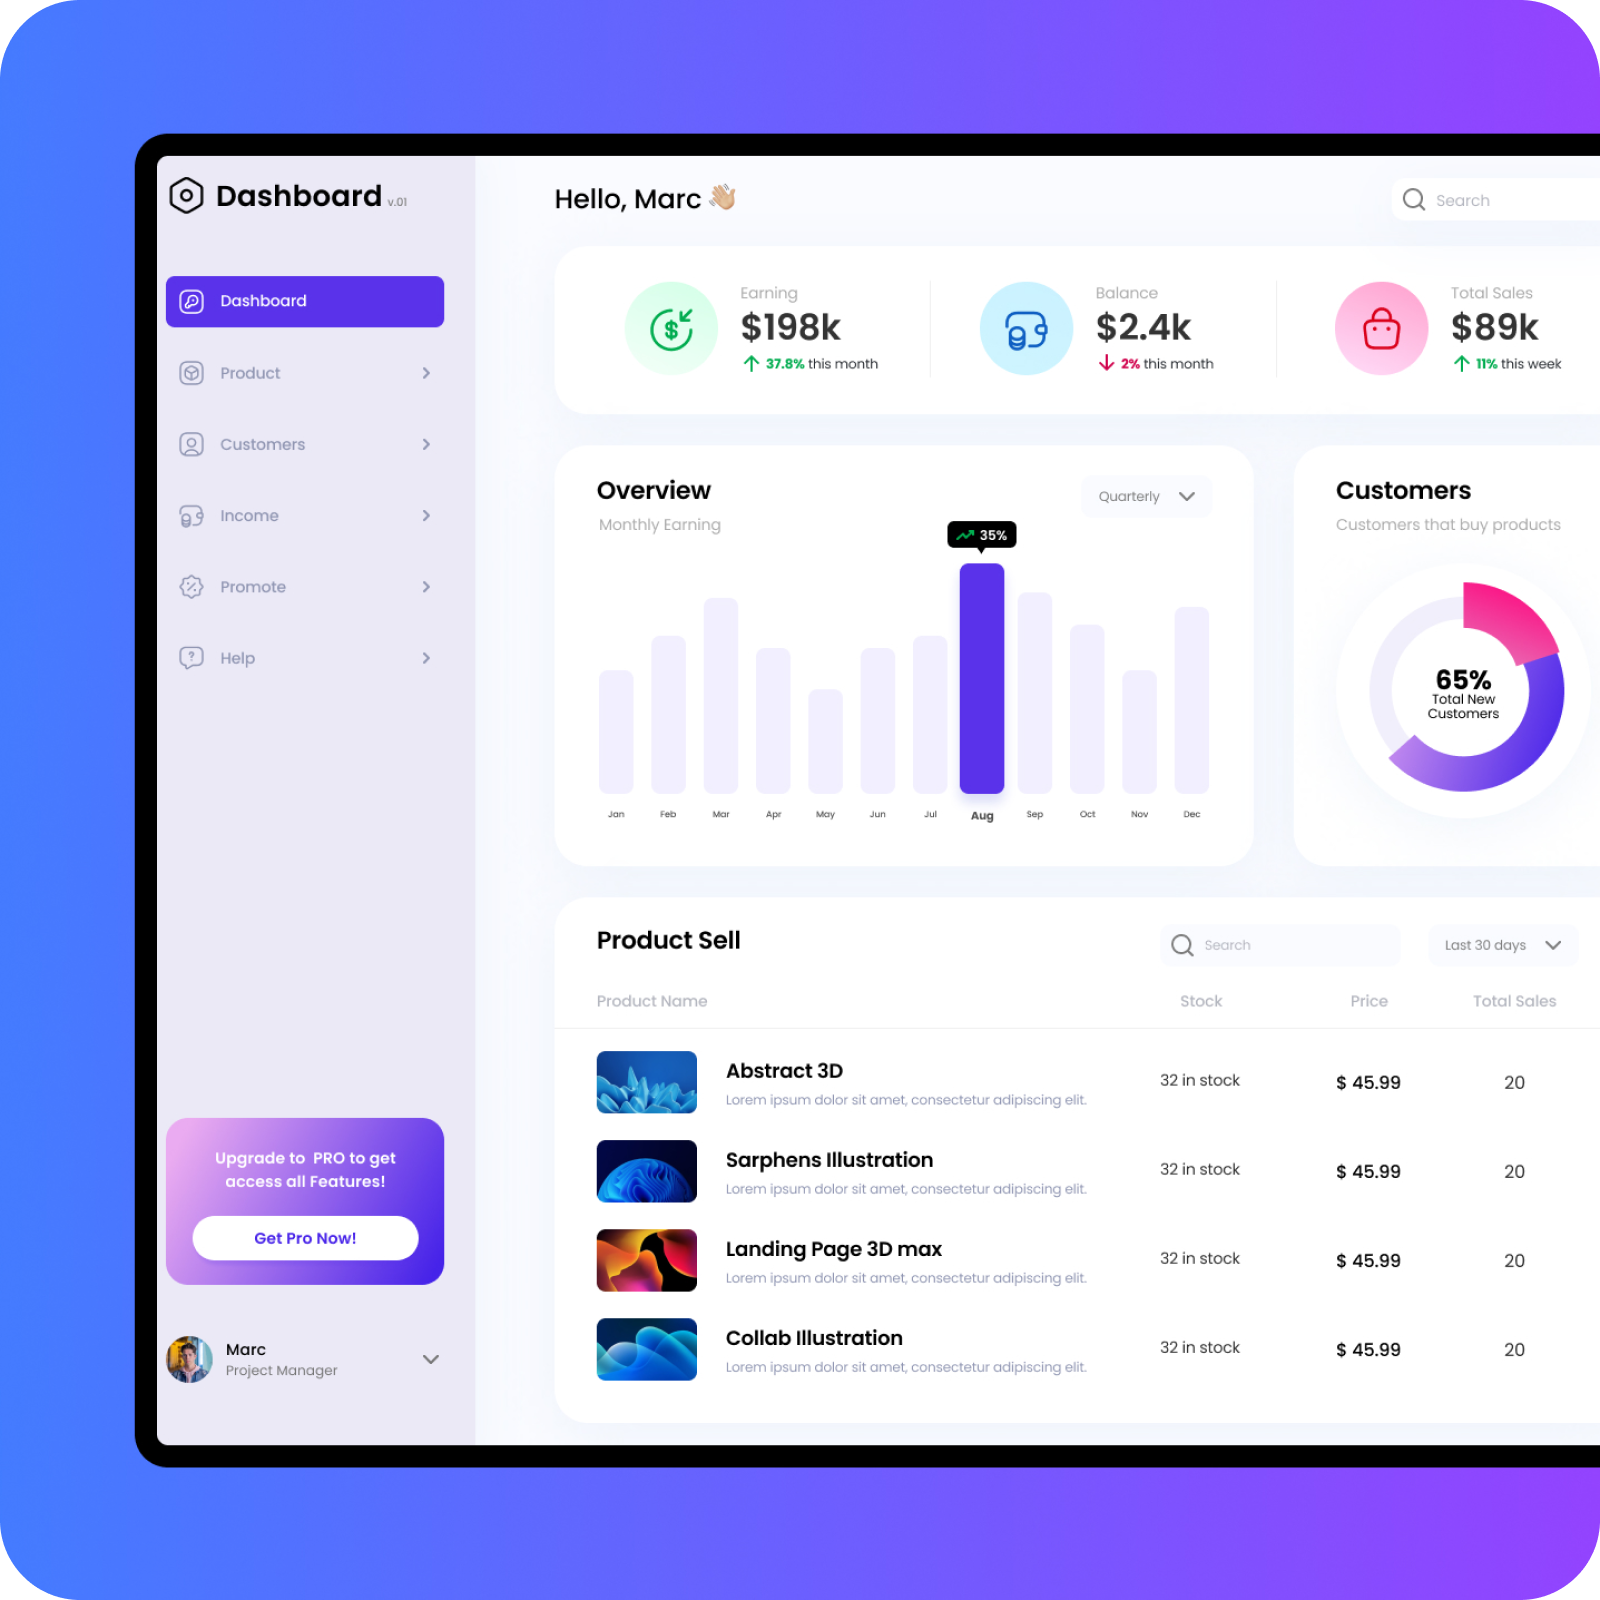 Dashboard v.01
Hello, Marc 👋🏼
Search
Dashboard
Product
Customers
Income
Promote
Help
Upgrade to PRO to get
access all Features!
Get Pro Now!
Marc
Project Manager
Earning
$198k
37.8% this month
Balance
$2.4k
2% this month
Total Sales
$89k
11% this week
Overview
Monthly Earning
Quarterly
35%
Jan Feb Mar Apr May Jun Jul Aug Sep Oct Nov Dec
Customers
Customers that buy products
65%
Total New
Customers
Product Sell
Search
Last 30 days
Product Name Stock Price Total Sales
Abstract 3D
Lorem ipsum dolor sit amet, consectetur adipiscing elit.
32 in stock $ 45.99 20
Sarphens Illustration
Lorem ipsum dolor sit amet, consectetur adipiscing elit.
32 in stock $ 45.99 20
Landing Page 3D max
Lorem ipsum dolor sit amet, consectetur adipiscing elit.
32 in stock $ 45.99 20
Collab Illustration
Lorem ipsum dolor sit amet, consectetur adipiscing elit.
32 in stock $ 45.99 20